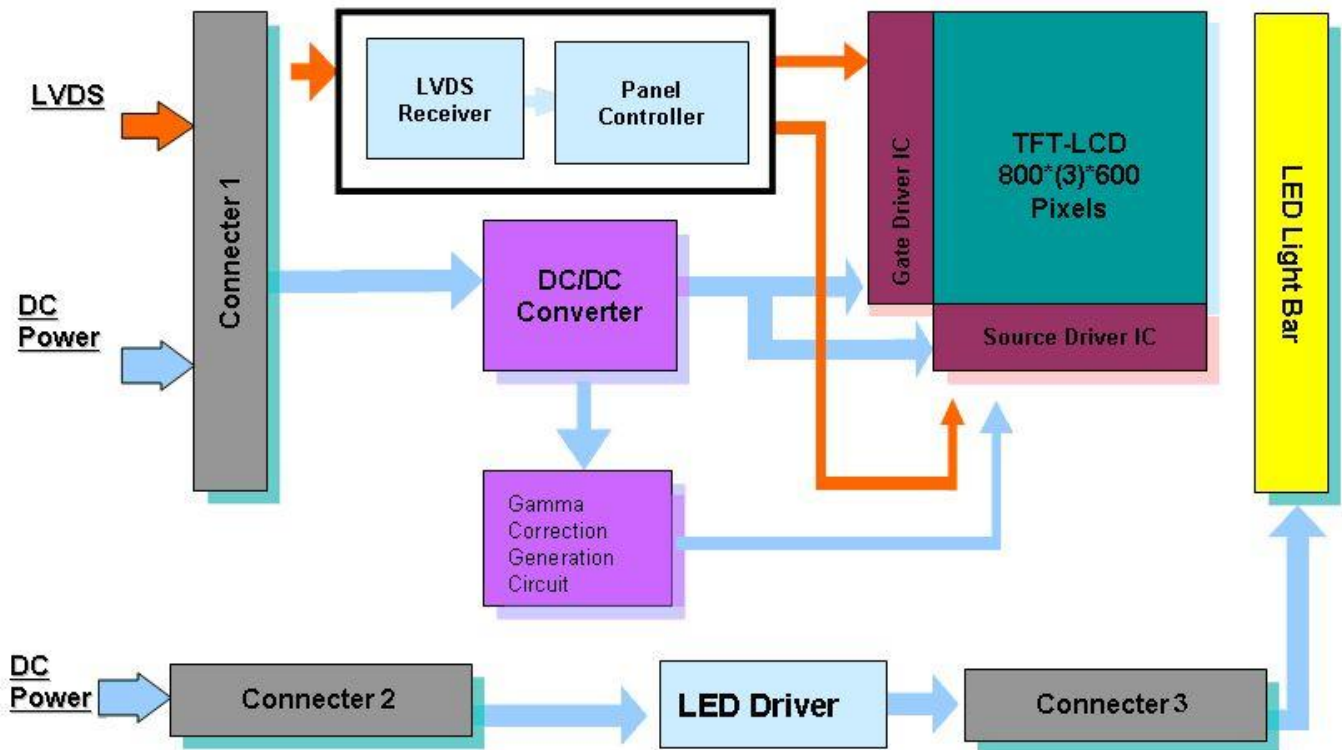 LVDS
DC
Power
Connecter 1
LVDS
Receiver
Panel
Controller
DC/DC
Converter
Gamma
Correction
Generation
Circuit
Gate Driver IC
TFT-LCD
800*(3)*600
Pixels
Source Driver IC
LED Light Bar
DC
Power
Connecter 2
LED Driver
Connecter 3